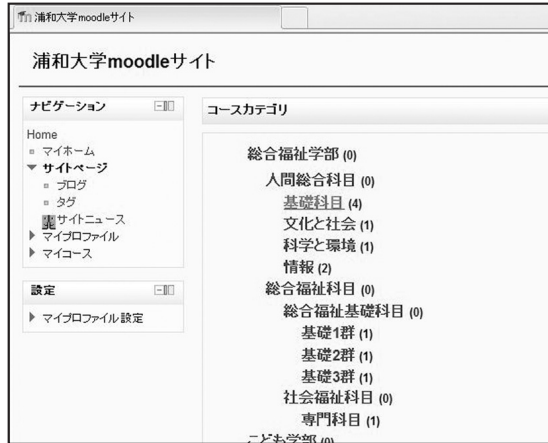 浦和大学moodleサイト
浦和大学moodleサイト
ナビゲーション
Home
マイホーム
サイトページ
ブログ
タグ
サイトニュース
マイプロファイル
マイコース
設定
マイプロファイル設定
コースカテゴリ
総合福祉学部 (0)
人間総合科目 (0)
基礎科目 (4)
文化と社会 (1)
科学と環境 (1)
情報 (2)
総合福祉科目 (0)
総合福祉基礎科目 (0)
基礎1群 (1)
基礎2群 (1)
基礎3群 (1)
社会福祉科目 (0)
専門科目 (1)
こども学部 (0)